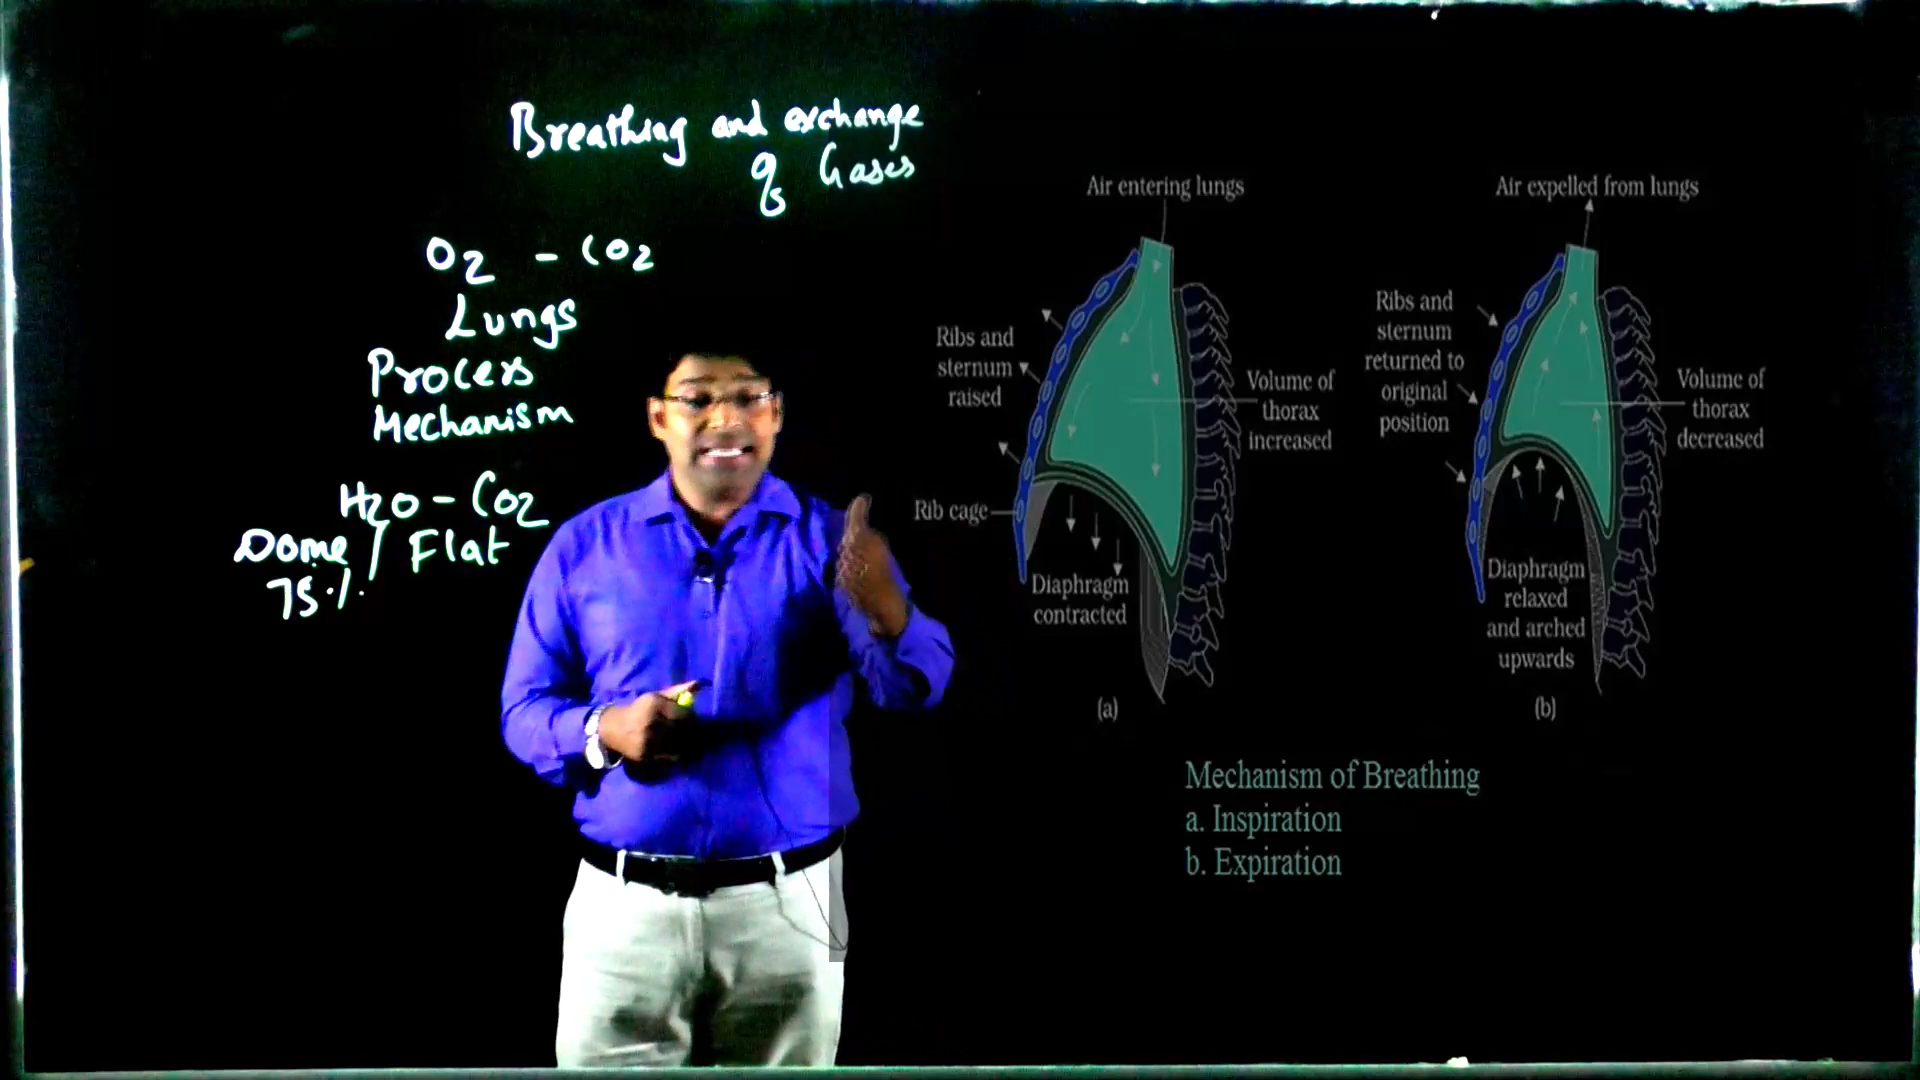 Breathing and exchange
of Gases
O2 - CO2
Lungs
Process
Mechanism
H2O - CO2
Dome / Flat
75%.
Air entering lungs
Ribs and
sternum
raised
Volume of
thorax
increased
Rib cage
Diaphragm
contracted
(a)
Air expelled from lungs
Ribs and
sternum
returned to
original
position
Volume of
thorax
decreased
Diaphragm
relaxed
and arched
upwards
(b)
Mechanism of Breathing
a. Inspiration
b. Expiration